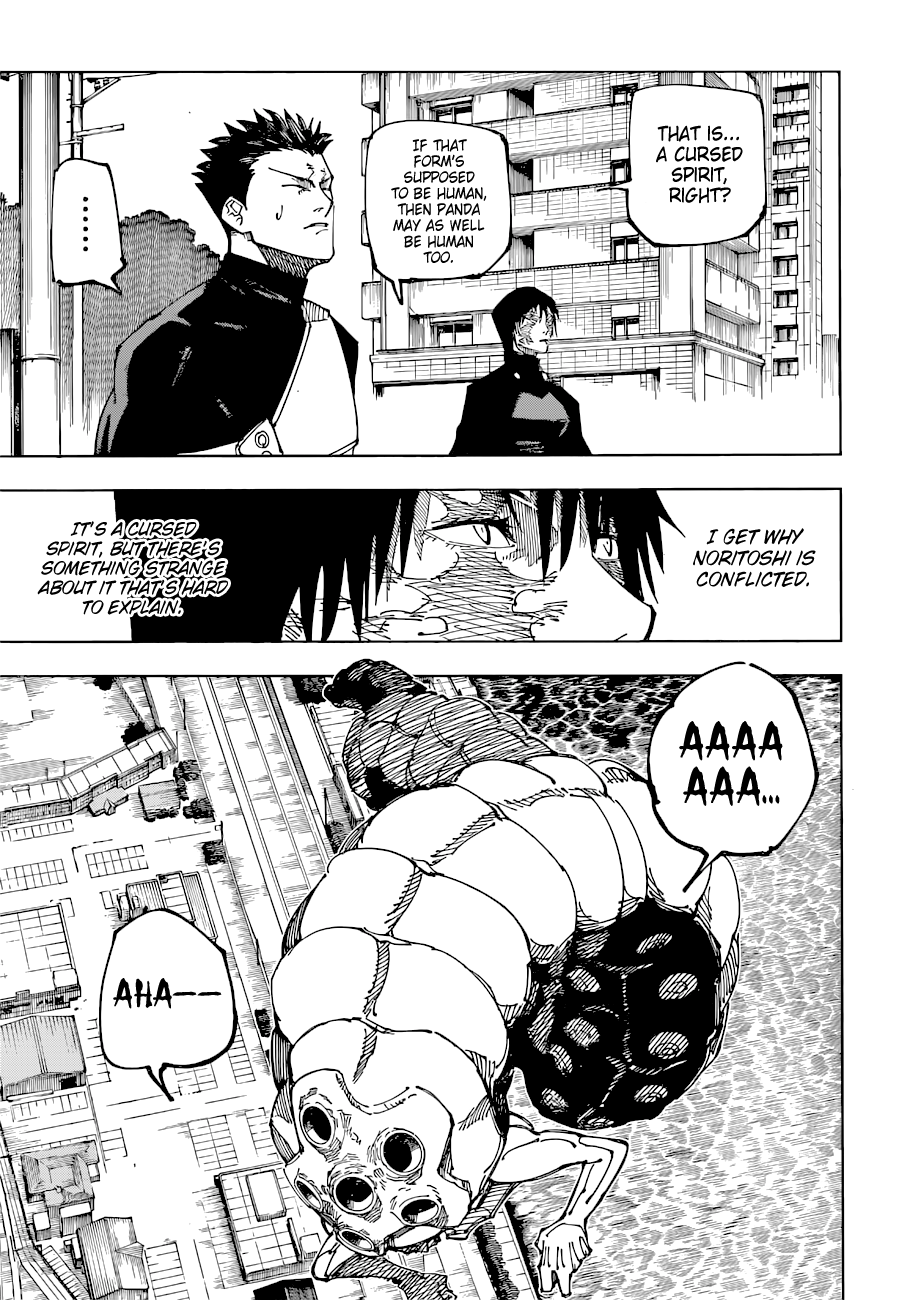 THAT IS...
A CURSED
SPIRIT,
RIGHT?
IF THAT
FORM'S
SUPPOSED
TO BE HUMAN,
THEN PANDA
MAY AS WELL
BE HUMAN
TOO.
......
I GET WHY
NORITOSHI IS
CONFLICTED.
IT'S A CURSED
SPIRIT, BUT THERE'S
SOMETHING STRANGE
ABOUT IT THAT'S HARD
TO EXPLAIN.
AAAA
AAA...
AHA——